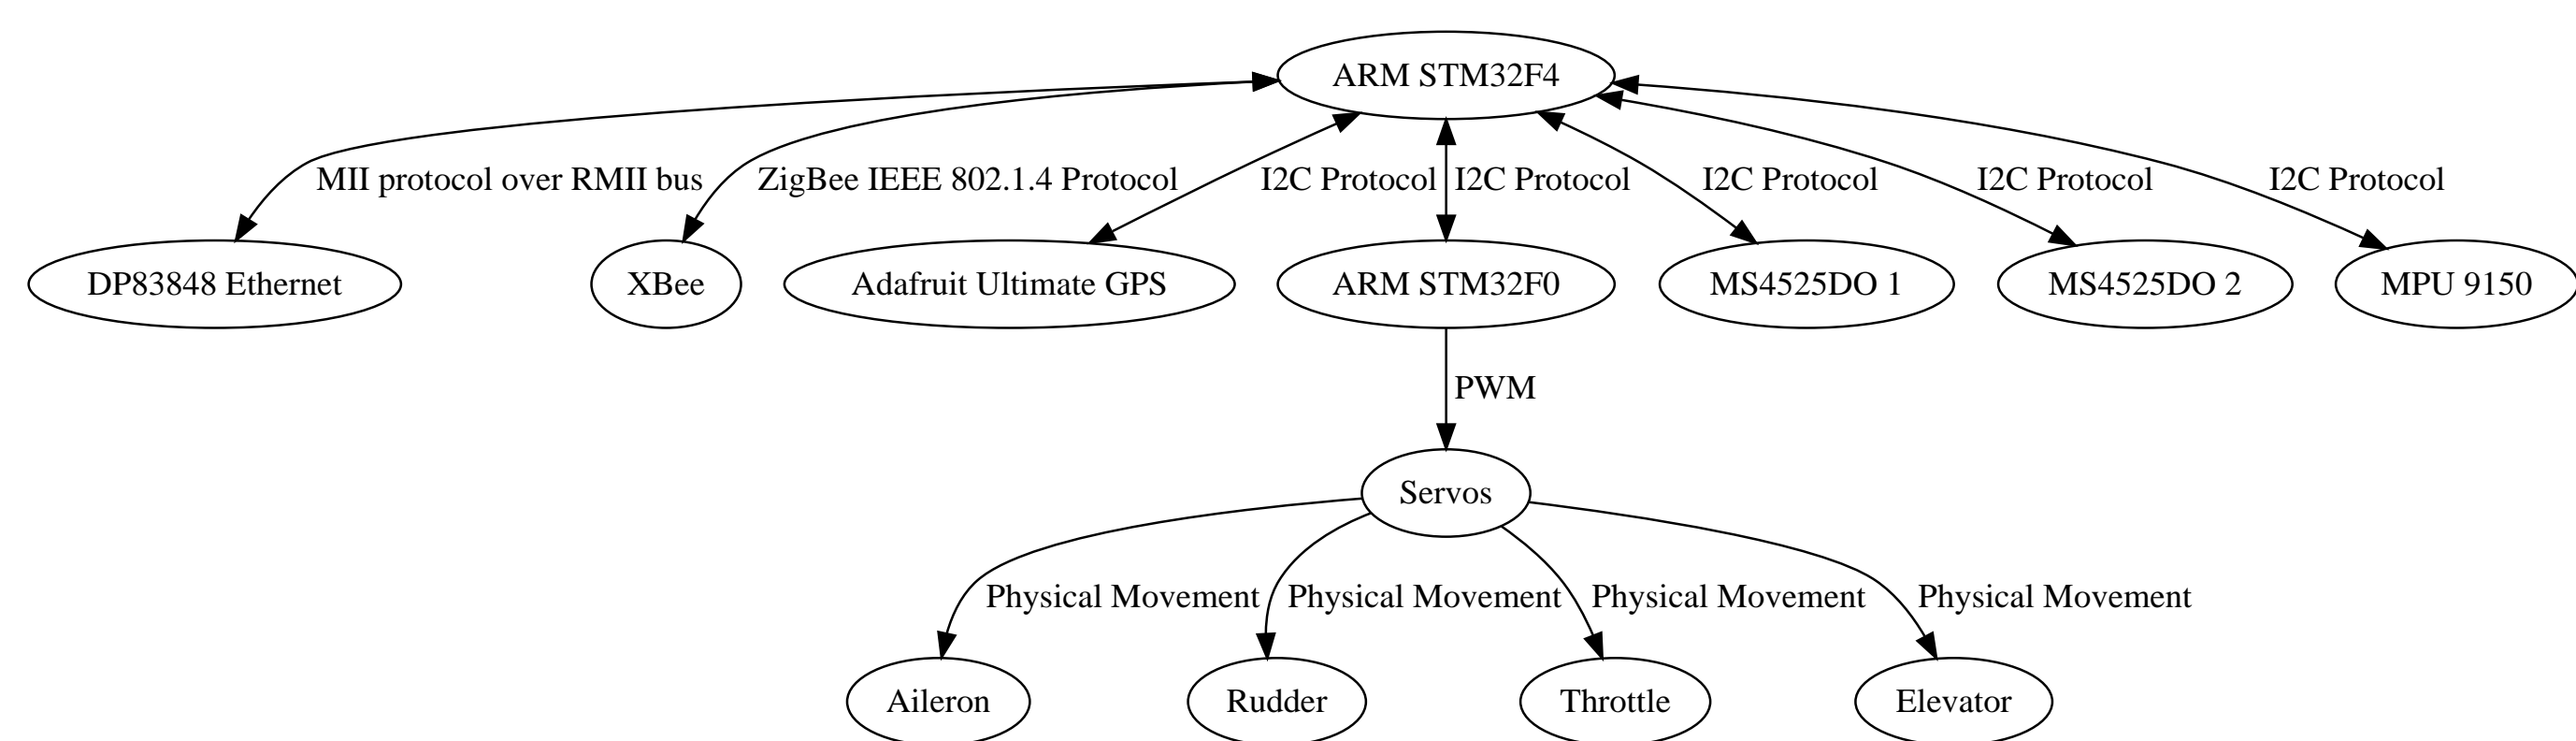 ARM STM32F4
MII protocol over RMII bus
ZigBee IEEE 802.1.4 Protocol
I2C Protocol
I2C Protocol
I2C Protocol
I2C Protocol
I2C Protocol
DP83848 Ethernet
XBee
Adafruit Ultimate GPS
ARM STM32F0
MS4525DO 1
MS4525DO 2
MPU 9150
PWM
Servos
Physical Movement
Physical Movement
Physical Movement
Physical Movement
Aileron
Rudder
Throttle
Elevator